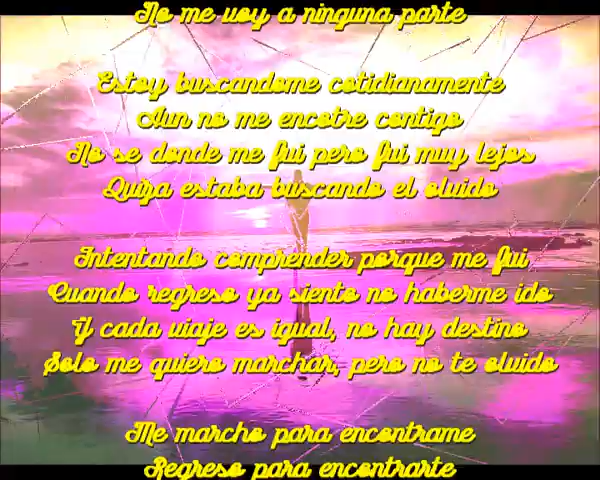 No me voy a ninguna parte
Estoy buscandome cotidianamente
Aun no me encotre contigo
No se donde me fui pero fui muy lejos
Quiza estaba buscando el olvido
Intentando comprender porque me fui
Cuando regreso ya siento no haberme ido
Y cada viaje es igual, no hay destino
Solo me quiero marchar, pero no te olvido
Me marcho para encontrame
Regreso para encontrarte